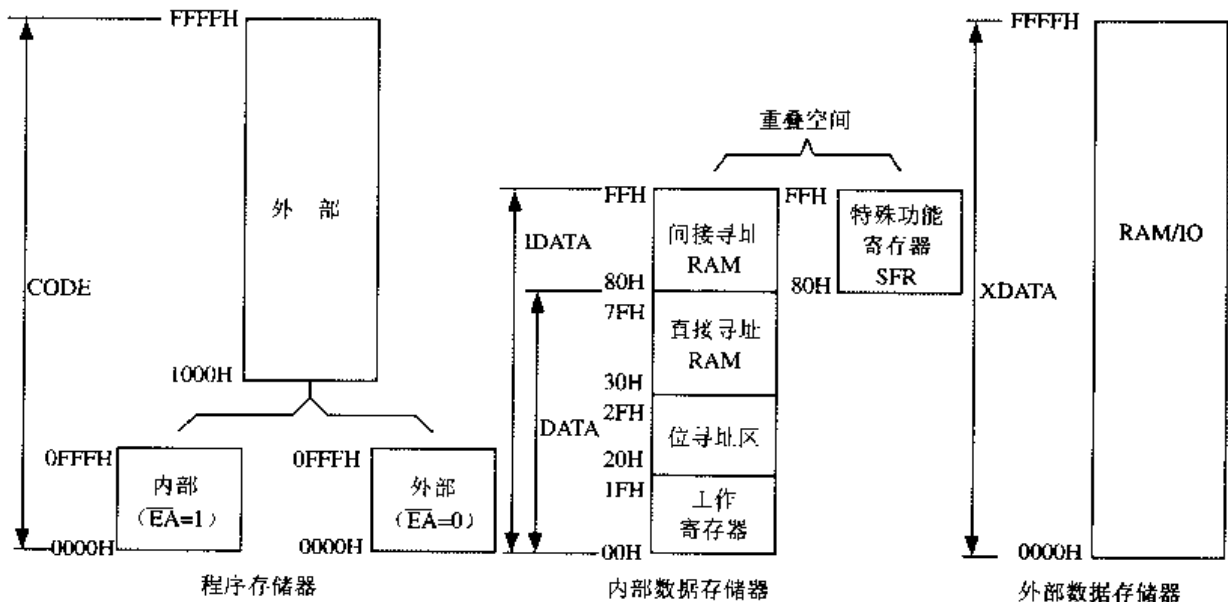 FFFFH
外 部
CODE
1000H
0FFFH
内部
（EA=1）
0000H
0FFFH
外部
（EA=0）
0000H
程序存储器
重叠空间
FFH
间接寻址
RAM
IDATA
80H
FFH
特殊功能
寄存器
SFR
80H
7FH
直接寻址
RAM
30H
DATA
2FH
位寻址区
20H
1FH
工作
寄存器
00H
内部数据存储器
FFFFH
RAM/IO
XDATA
0000H
外部数据存储器